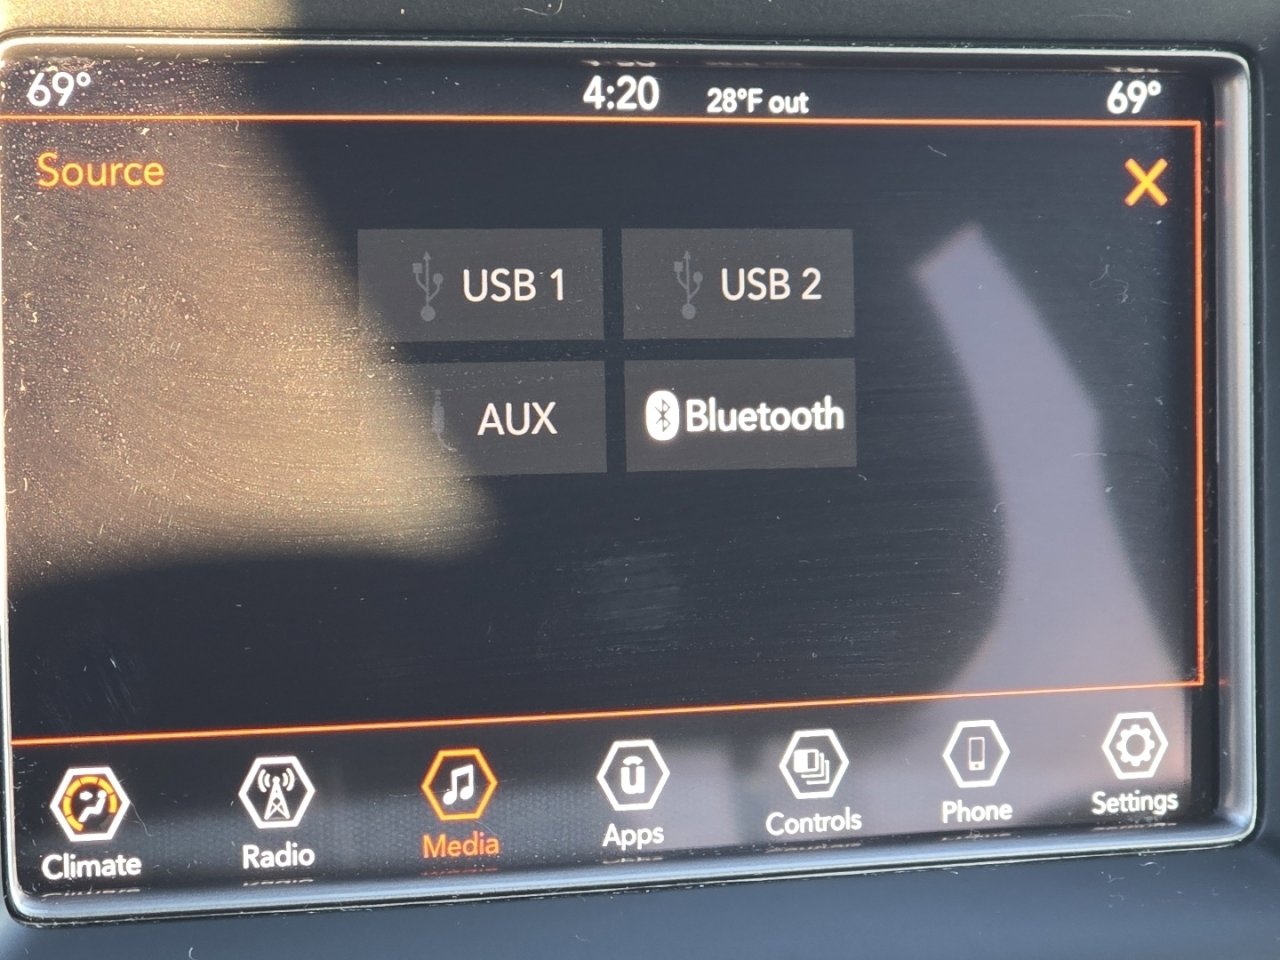 69° 4:20 28°F out 69°
Source
USB 1 USB 2
AUX Bluetooth
Climate Radio Media Apps Controls Phone Settings